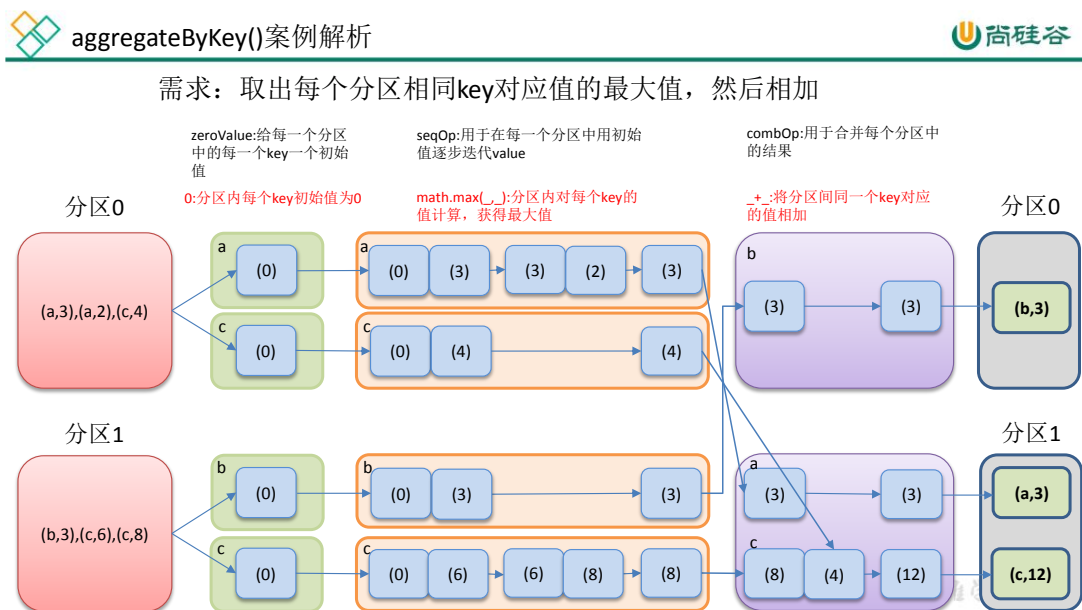 aggregateByKey()案例解析
尚硅谷
需求：取出每个分区相同key对应值的最大值，然后相加
zeroValue:给每一个分区
中的每一个key一个初始
值
seqOp:用于在每一个分区中用初始
值逐步迭代value
combOp:用于合并每个分区中
的结果
0:分区内每个key初始值为0
math.max(_,_):分区内对每个key的
值计算，获得最大值
_+_:将分区间同一个key对应
的值相加
分区0
分区0
(a,3),(a,2),(c,4)
a
(0)
a
(0) (3) (3) (2) (3)
c
(0)
c
(0) (4) (4)
b
(3) (3)
(b,3)
分区1
分区1
(b,3),(c,6),(c,8)
b
(0)
b
(0) (3) (3)
a
(3) (3)
(a,3)
c
(0)
c
(0) (6) (6) (8) (8)
c
(8) (4) (12)
(c,12)